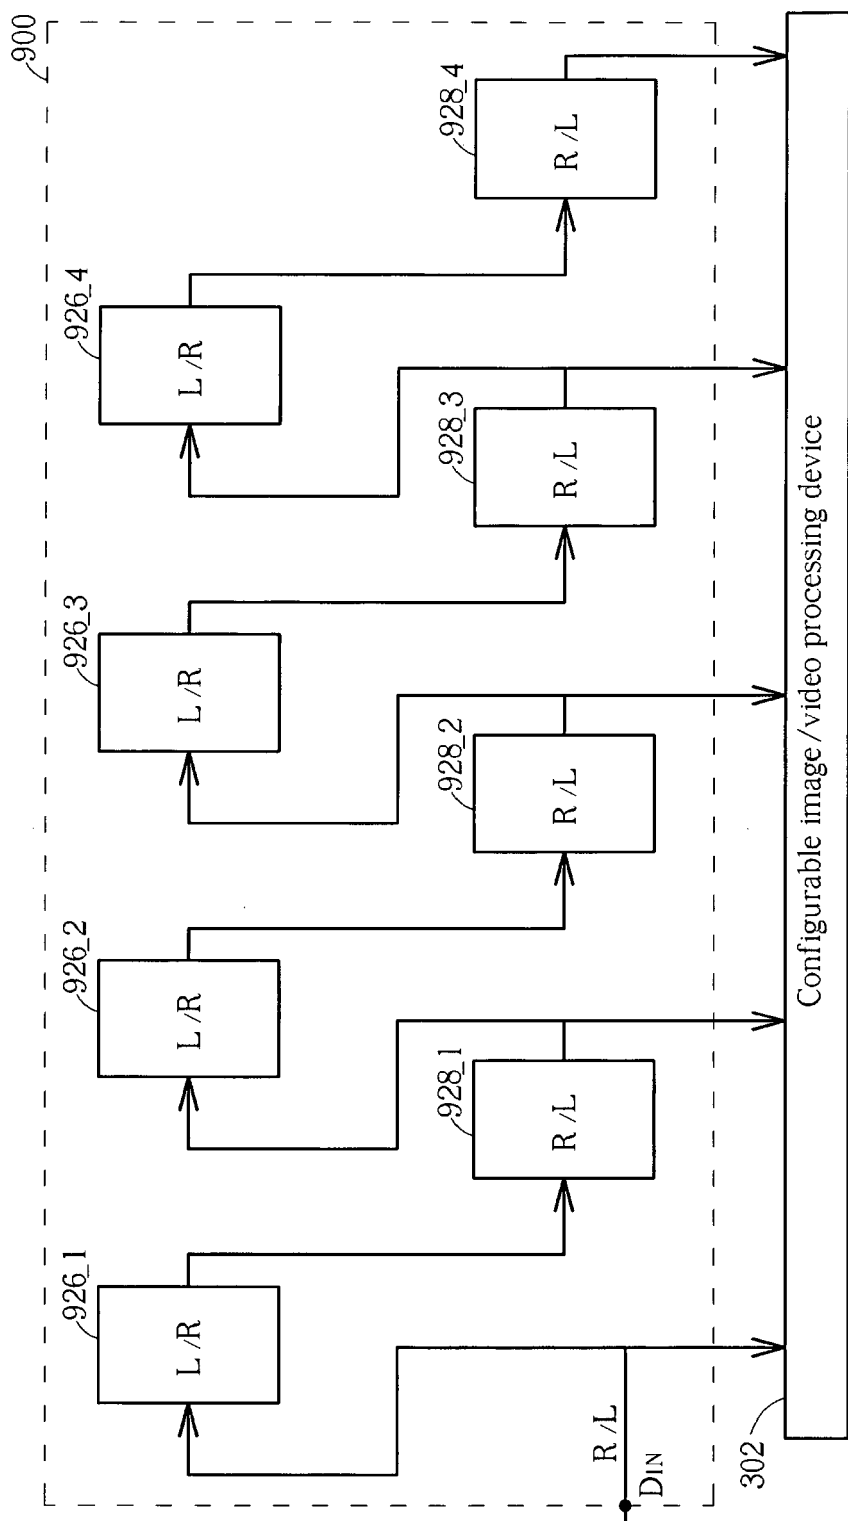 900
926_1
L/R
926_2
L/R
926_3
L/R
926_4
L/R
928_1
R/L
928_2
R/L
928_3
R/L
928_4
R/L
R/L
DIN
302
Configurable image/video processing device